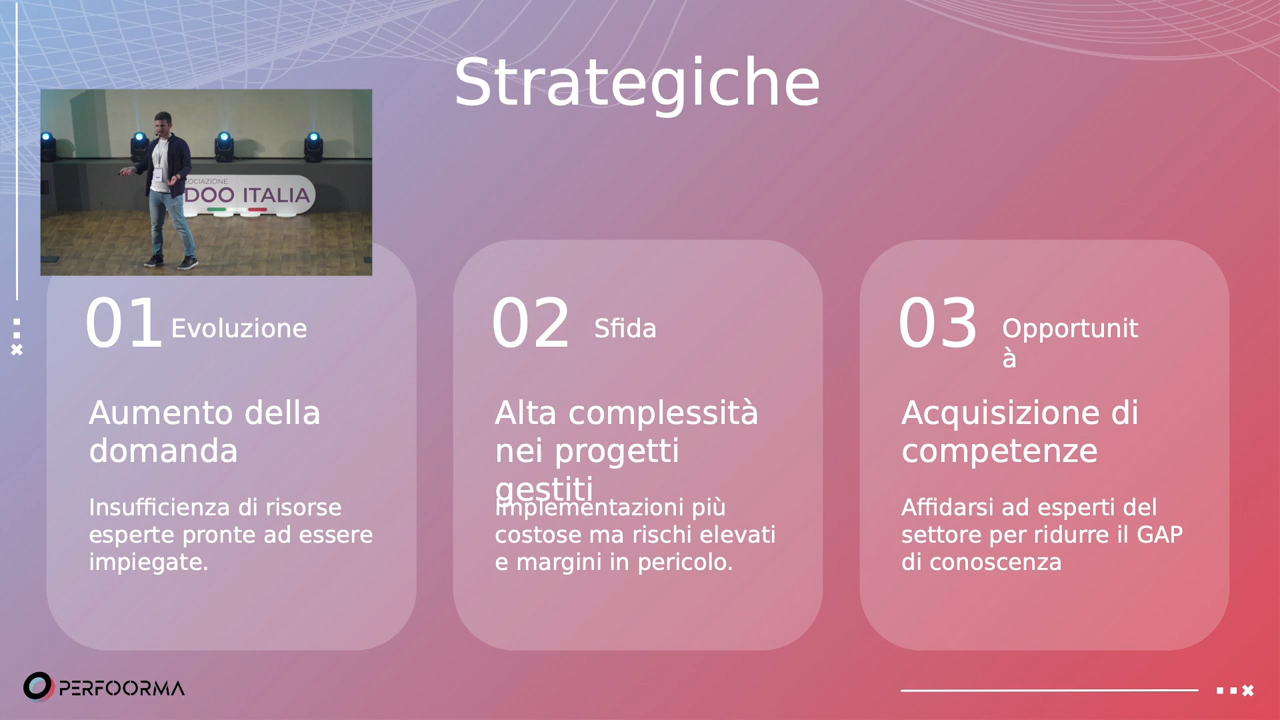 Strategiche
SOCIAZIONE
DOO ITALIA
01 Evoluzione
Aumento della
domanda
Insufficienza di risorse
esperte pronte ad essere
impiegate.
02 Sfida
Alta complessità
nei progetti
gestiti
Implementazioni più
costose ma rischi elevati
e margini in pericolo.
03 Opportunit
à
Acquisizione di
competenze
Affidarsi ad esperti del
settore per ridurre il GAP
di conoscenza
PERFOORMA